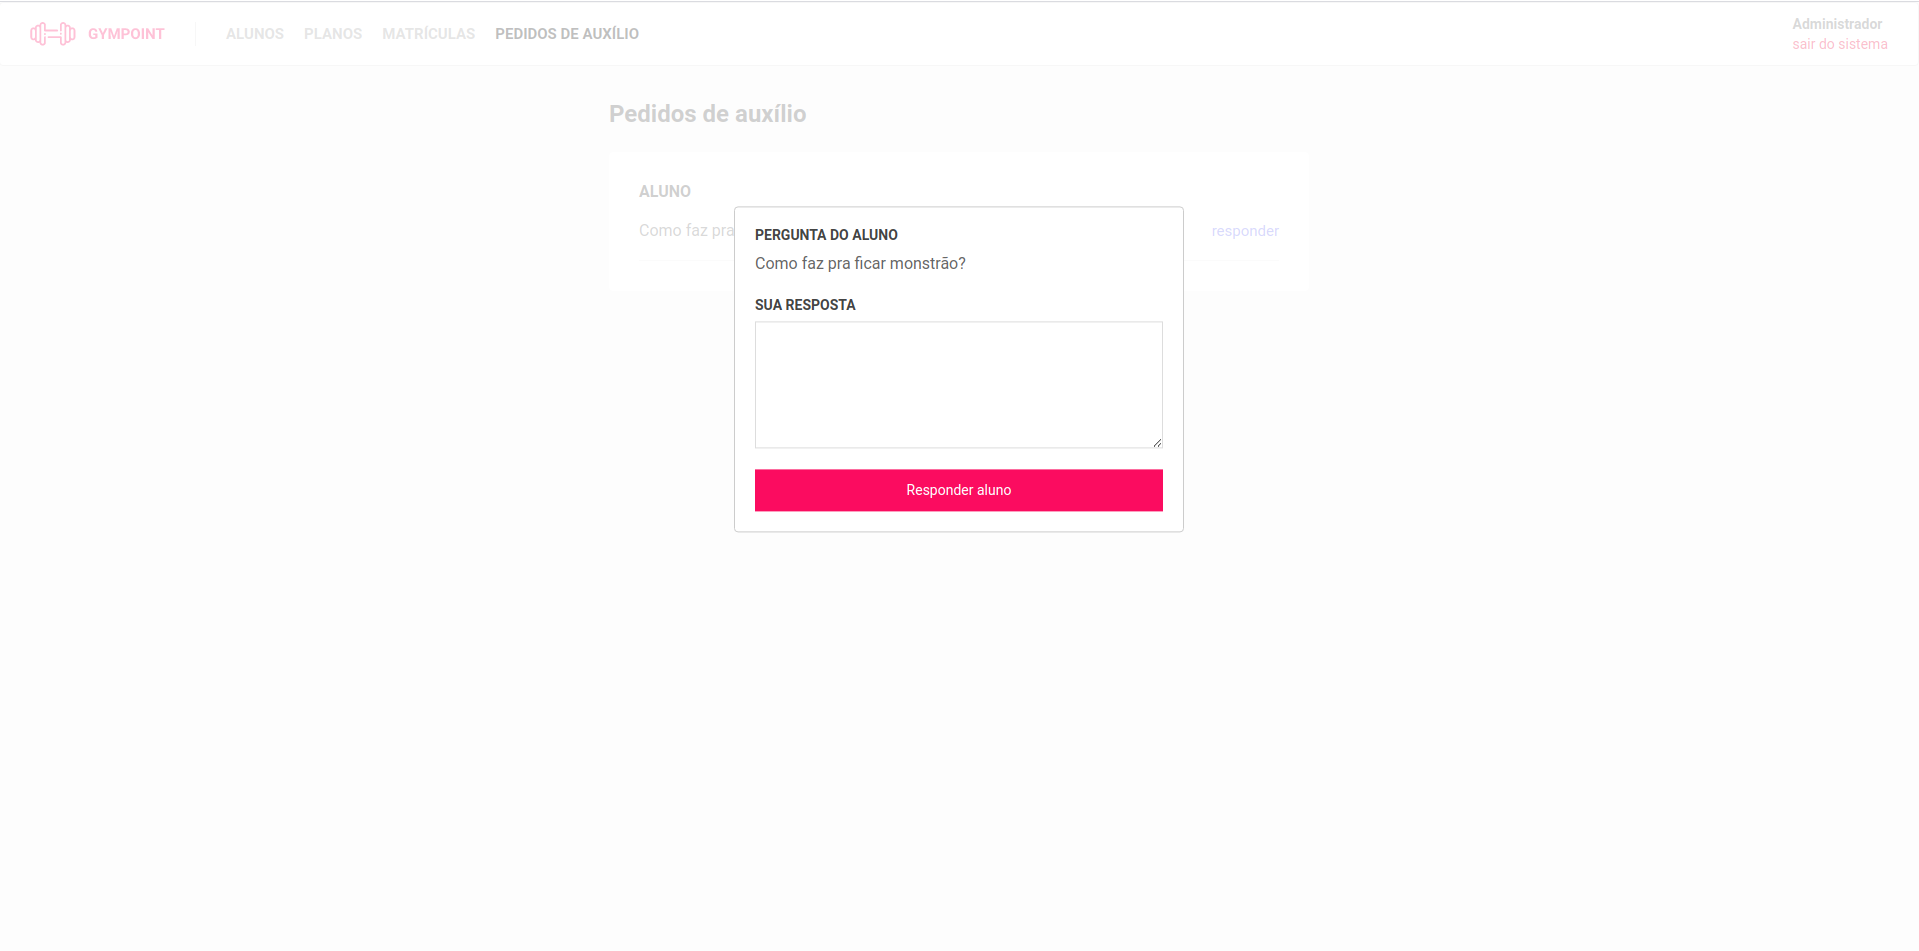 GYMPOINT ALUNOS PLANOS MATRÍCULAS PEDIDOS DE AUXÍLIO Administrador
sair do sistema
Pedidos de auxílio
ALUNO
Como faz pra
responder
PERGUNTA DO ALUNO
Como faz pra ficar monstrão?
SUA RESPOSTA
Responder aluno